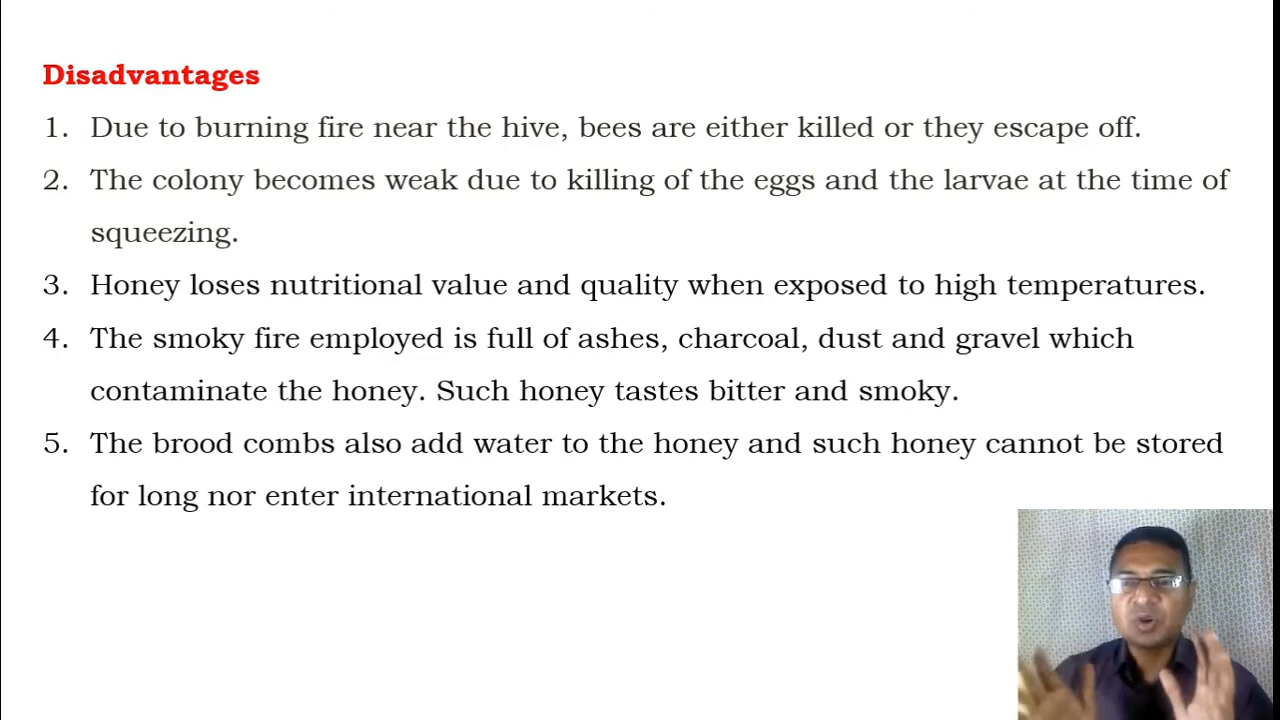 Disadvantages
1. Due to burning fire near the hive, bees are either killed or they escape off.
2. The colony becomes weak due to killing of the eggs and the larvae at the time of
squeezing.
3. Honey loses nutritional value and quality when exposed to high temperatures.
4. The smoky fire employed is full of ashes, charcoal, dust and gravel which
contaminate the honey. Such honey tastes bitter and smoky.
5. The brood combs also add water to the honey and such honey cannot be stored
for long nor enter international markets.